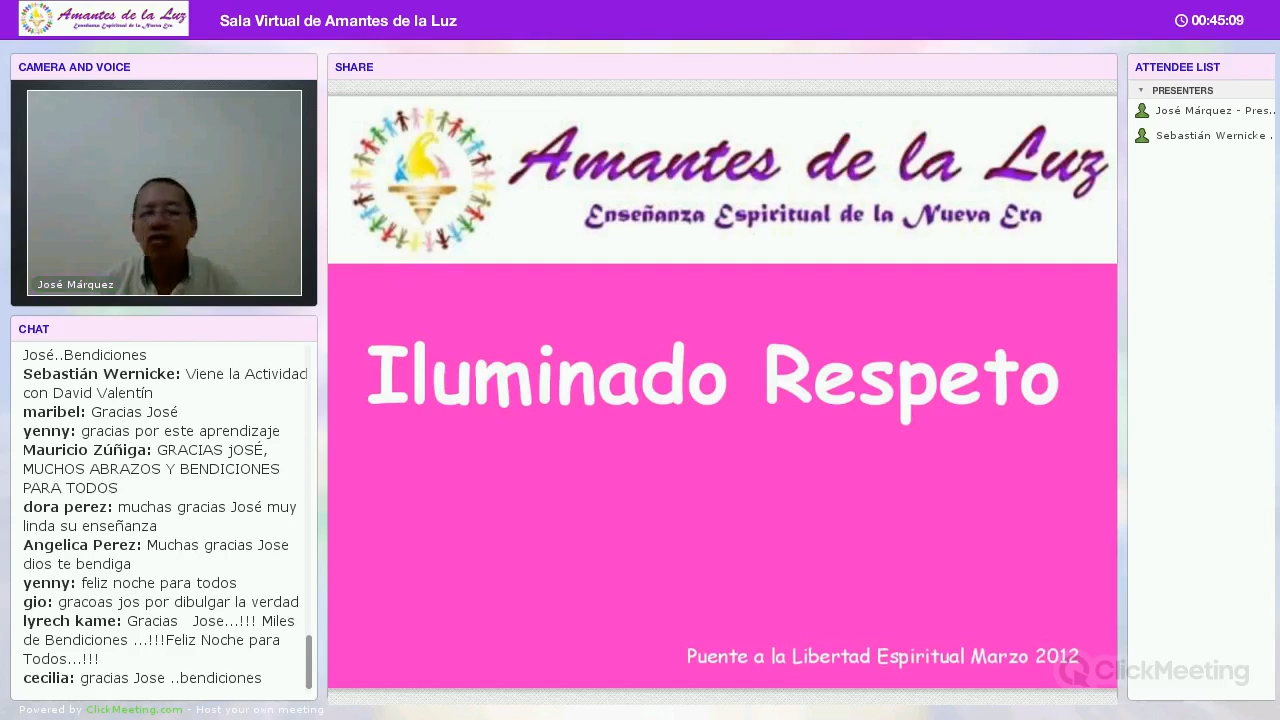 Amantes de la Luz
Enseñanza Espiritual de la Nueva Era
Sala Virtual de Amantes de la Luz
00:45:09
CAMERA AND VOICE
José Márquez
CHAT
José..Bendiciones
Sebastián Wernicke: Viene la Actividad
con David Valentín
maribel: Gracias José
yenny: gracias por este aprendizaje
Mauricio Zúñiga: GRACIAS jOSÉ,
MUCHOS ABRAZOS Y BENDICIONES
PARA TODOS
dora perez: muchas gracias José muy
linda su enseñanza
Angelica Perez: Muchas gracias Jose
dios te bendiga
yenny: feliz noche para todos
gio: gracoas jos por dibulgar la verdad
lyrech kame: Gracias Jose...!!! Miles
de Bendiciones ...!!!Feliz Noche para
Todos...!!!
cecilia: gracias Jose ..bendiciones
Powered by ClickMeeting.com - Host your own meeting
SHARE
Amantes de la Luz
Enseñanza Espiritual de la Nueva Era
Iluminado Respeto
Puente a la Libertad Espiritual Marzo 2012
ClickMeeting
ATTENDEE LIST
PRESENTERS
José Márquez - Pres..
Sebastián Wernicke .